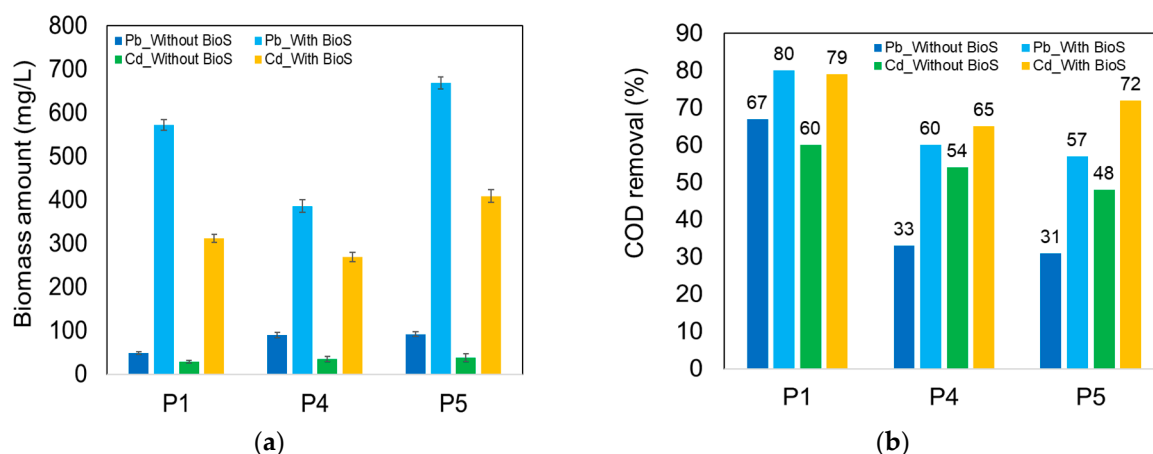 Biomass amount (mg/L)
800
700
600
500
400
300
200
100
0
Pb_Without BioS
Pb_With BioS
Cd_Without BioS
Cd_With BioS
P1
P4
P5
(a)
COD removal (%)
90
80
70
60
50
40
30
20
10
0
Pb_Without BioS
Pb_With BioS
Cd_Without BioS
Cd_With BioS
67
80
60
79
33
60
54
65
31
57
48
72
P1
P4
P5
(b)